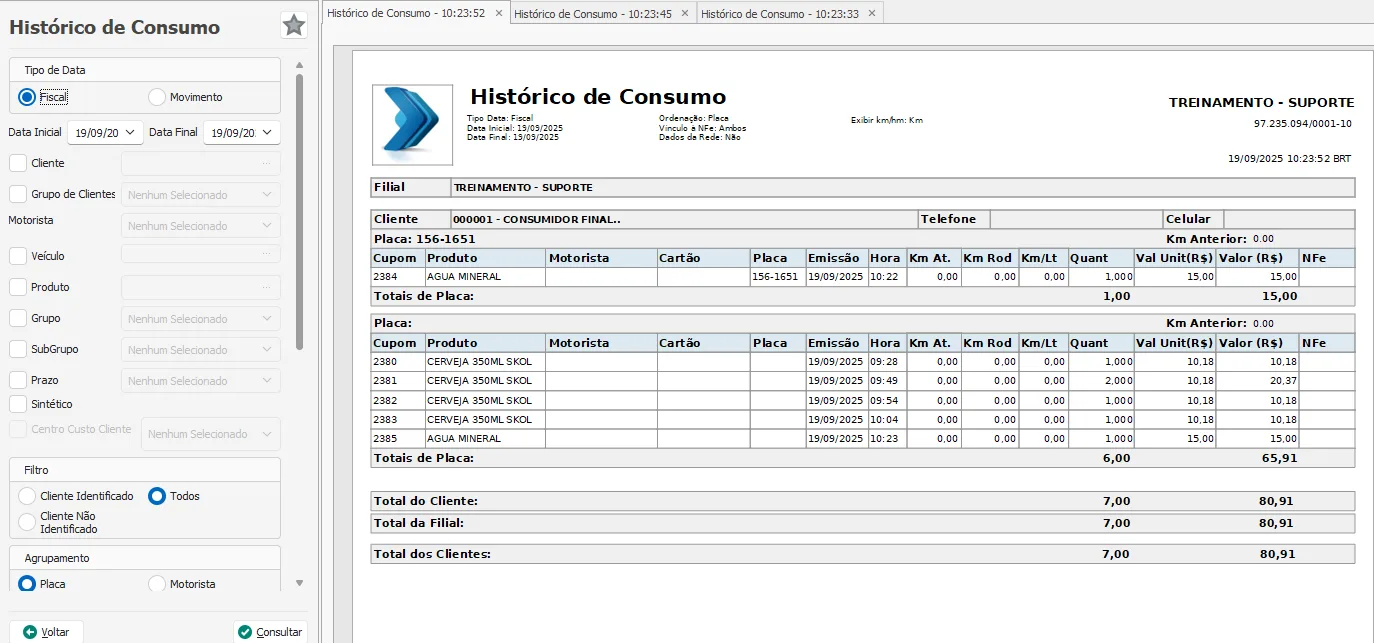 Histórico de Consumo
Tipo de Data
Fiscal Movimento
Data Inicial 19/09/20 Data Final 19/09/20
Cliente ...
Grupo de Clientes Nenhum Selecionado
Motorista Nenhum Selecionado
Veículo ...
Produto ...
Grupo Nenhum Selecionado
SubGrupo Nenhum Selecionado
Prazo Nenhum Selecionado
Sintético
Centro Custo Cliente Nenhum Selecionado
Filtro
Cliente Identificado Todos
Cliente Não
Identificado
Agrupamento
Placa Motorista
Voltar Consultar
Histórico de Consumo - 10:23:52 × Histórico de Consumo - 10:23:45 × Histórico de Consumo - 10:23:33 ×
Histórico de Consumo
Tipo Data: Fiscal
Data Inicial: 19/09/2025
Data Final: 19/09/2025
Ordenação: Placa
Vinculo à NFe: Ambos
Dados da Rede: Não
Exibir km/hm: Km
TREINAMENTO - SUPORTE
97.235.094/0001-10
19/09/2025 10:23:52 BRT
Filial TREINAMENTO - SUPORTE
Cliente 000001 - CONSUMIDOR FINAL.. Telefone Celular
Placa: 156-1651 Km Anterior: 0.00
Cupom Produto Motorista Cartão Placa Emissão Hora Km At. Km Rod Km/Lt Quant Val Unit(R$) Valor (R$) NFe
2384 AGUA MINERAL 156-1651 19/09/2025 10:22 0,00 0,00 0,00 1,000 15,00 15,00
Totais de Placa: 1,00 15,00
Placa: Km Anterior: 0.00
Cupom Produto Motorista Cartão Placa Emissão Hora Km At. Km Rod Km/Lt Quant Val Unit(R$) Valor (R$) NFe
2380 CERVEJA 350ML SKOL 19/09/2025 09:28 0,00 0,00 0,00 1,000 10,18 10,18
2381 CERVEJA 350ML SKOL 19/09/2025 09:49 0,00 0,00 0,00 2,000 10,18 20,37
2382 CERVEJA 350ML SKOL 19/09/2025 09:54 0,00 0,00 0,00 1,000 10,18 10,18
2383 CERVEJA 350ML SKOL 19/09/2025 10:04 0,00 0,00 0,00 1,000 10,18 10,18
2385 AGUA MINERAL 19/09/2025 10:23 0,00 0,00 0,00 1,000 15,00 15,00
Totais de Placa: 6,00 65,91
Total do Cliente: 7,00 80,91
Total da Filial: 7,00 80,91
Total dos Clientes: 7,00 80,91